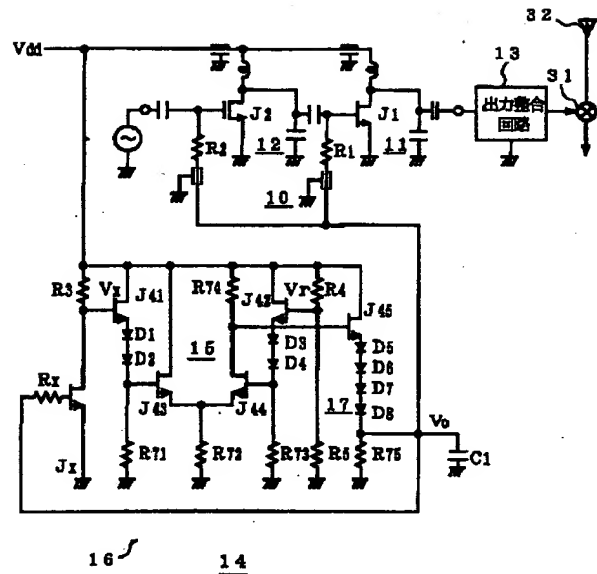 32
Vdd
13
31
出力整合
回路
J2
J1
R2
12
R1
11
10
R3
Vx
J41
R74
J42
Vr
R4
J45
D1
D2
15
D3
D4
D5
D6
D7
D8
Rx
J43
J44
17
Vo
Jx
R71
R72
R73
R5
R75
C1
16
14